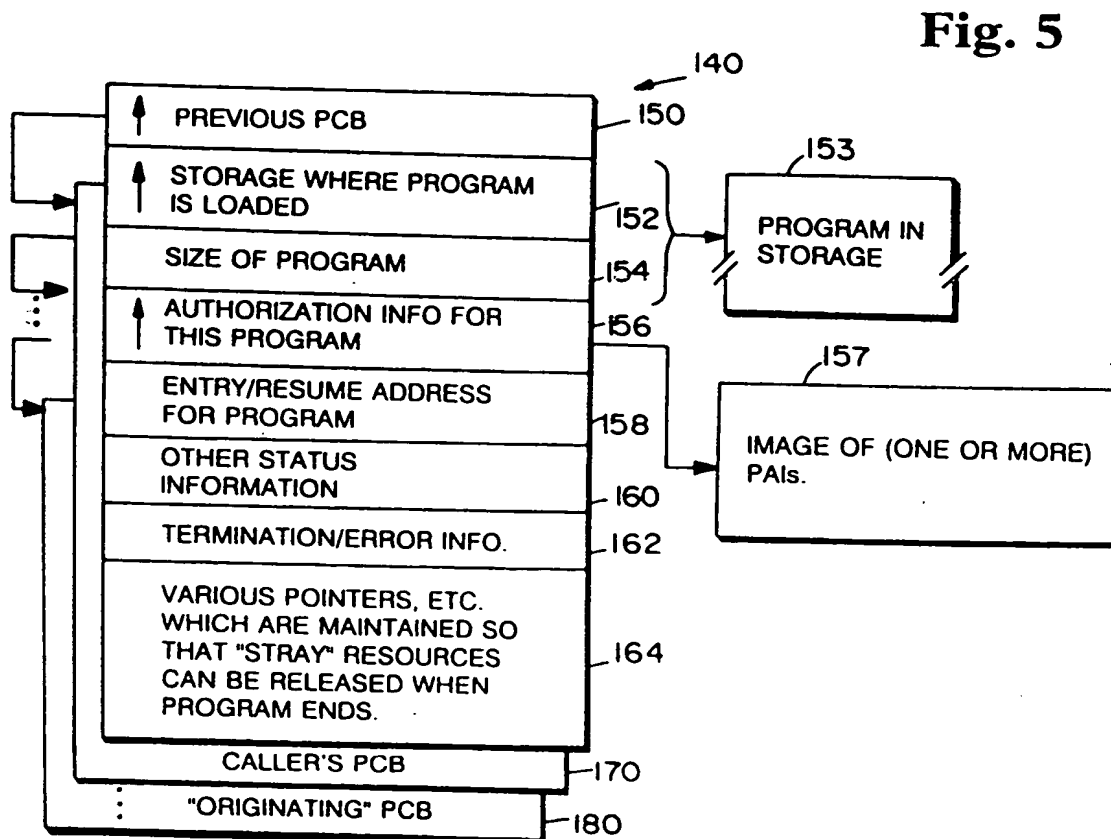 Fig. 5
140
PREVIOUS PCB
150
STORAGE WHERE PROGRAM
IS LOADED
152
SIZE OF PROGRAM
154
AUTHORIZATION INFO FOR
THIS PROGRAM
156
ENTRY/RESUME ADDRESS
FOR PROGRAM
158
OTHER STATUS
INFORMATION
160
TERMINATION/ERROR INFO.
162
VARIOUS POINTERS, ETC.
WHICH ARE MAINTAINED SO
THAT "STRAY" RESOURCES
CAN BE RELEASED WHEN
PROGRAM ENDS.
164
CALLER'S PCB
170
"ORIGINATING" PCB
180
153
PROGRAM IN
STORAGE
157
IMAGE OF (ONE OR MORE)
PAIs.